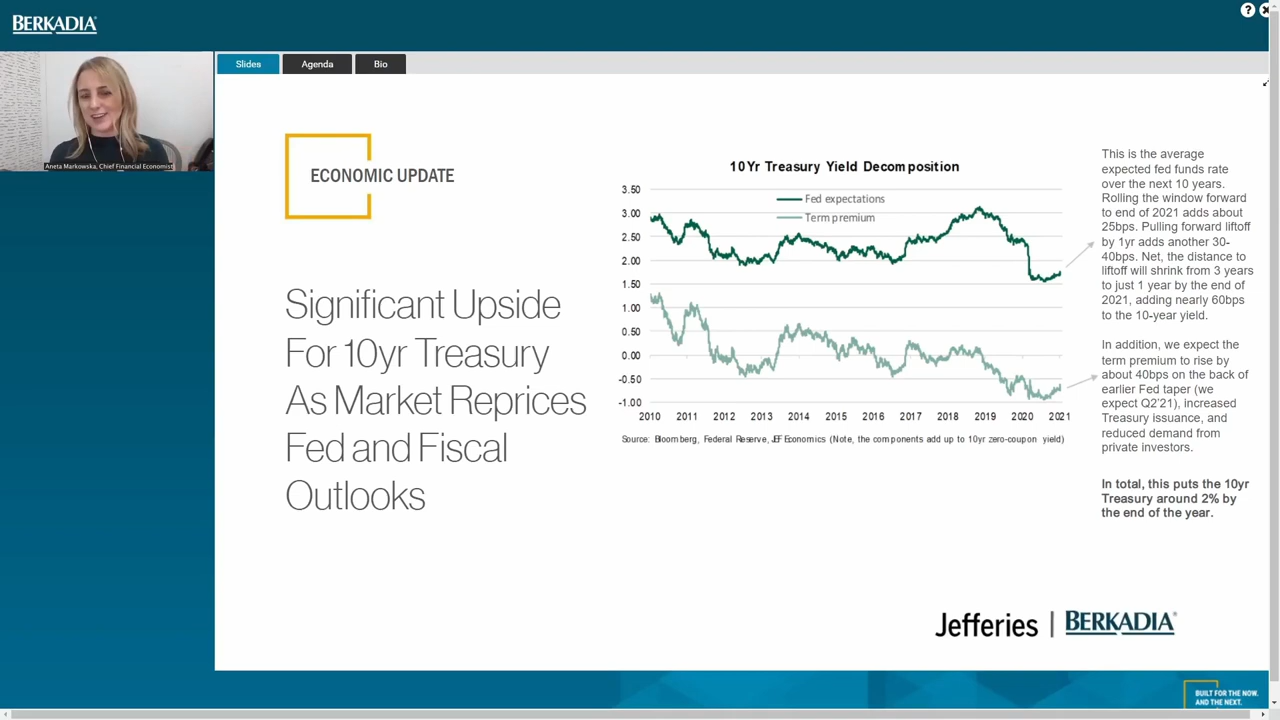 BERKADIA
?
Slides
Agenda
Bio
Aneta Markowska, Chief Financial Economist
ECONOMIC UPDATE
Significant Upside
For 10yr Treasury
As Market Reprices
Fed and Fiscal
Outlooks
10 Yr Treasury Yield Decomposition
Fed expectations
Term premium
3.50
3.00
2.50
2.00
1.50
1.00
0.50
0.00
-0.50
-1.00
2010 2011 2012 2013 2014 2015 2016 2017 2018 2019 2020 2021
Source: Bloomberg, Federal Reserve, JEF Economics (Note, the components add up to 10yr zero-coupon yield)
This is the average
expected fed funds rate
over the next 10 years.
Rolling the window forward
to end of 2021 adds about
25bps. Pulling forward liftoff
by 1yr adds another 30-
40bps. Net, the distance to
liftoff will shrink from 3 years
to just 1 year by the end of
2021, adding nearly 60bps
to the 10-year yield.
In addition, we expect the
term premium to rise by
about 40bps on the back of
earlier Fed taper (we
expect Q2'21), increased
Treasury issuance, and
reduced demand from
private investors.
In total, this puts the 10yr
Treasury around 2% by
the end of the year.
Jefferies | BERKADIA®
BUILT FOR THE NOW.
AND THE NEXT.